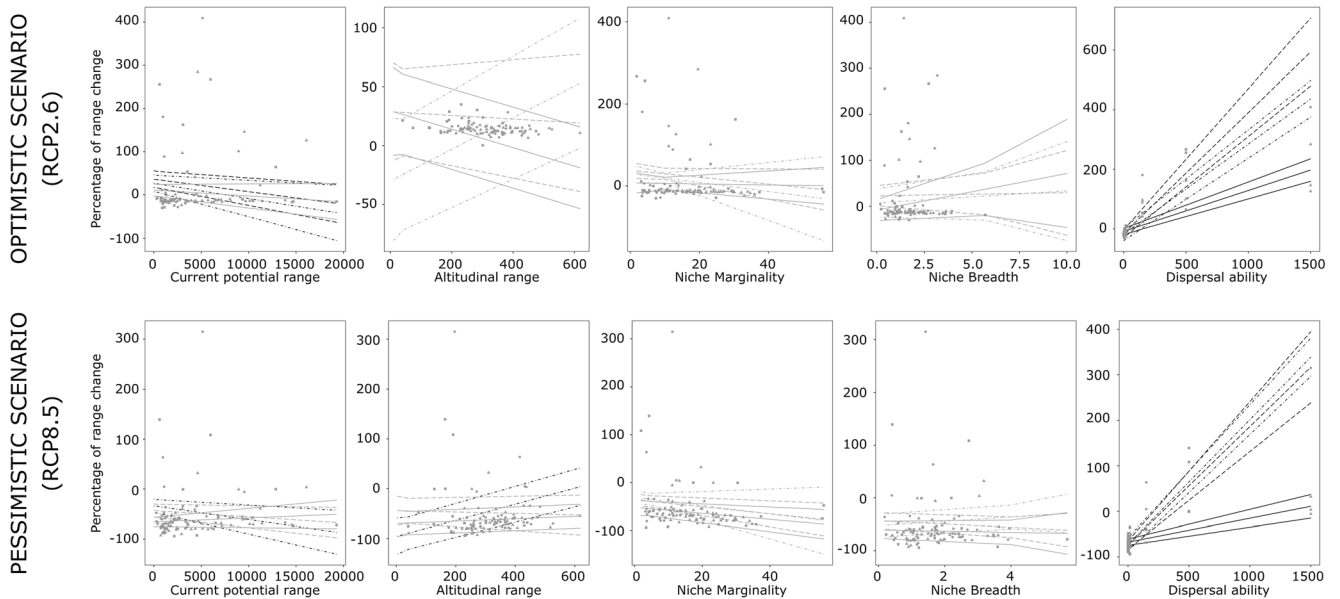 OPTIMISTIC SCENARIO
(RCP2.6)
Percentage of range change
400
300
200
100
0
-100
0 5000 10000 15000 20000
Current potential range
100
50
0
-50
0 200 400 600
Altitudinal range
400
200
0
0 20 40
Niche Marginality
400
300
200
100
0
0.0 2.5 5.0 7.5 10.0
Niche Breadth
600
400
200
0
0 500 1000 1500
Dispersal ability
PESSIMISTIC SCENARIO
(RCP8.5)
Percentage of range change
300
200
100
0
-100
0 5000 10000 15000 20000
Current potential range
300
200
100
0
-100
0 200 400 600
Altitudinal range
300
200
100
0
-100
0 20 40
Niche Marginality
300
200
100
0
-100
0 2 4
Niche Breadth
400
300
200
100
0
-100
0 500 1000 1500
Dispersal ability